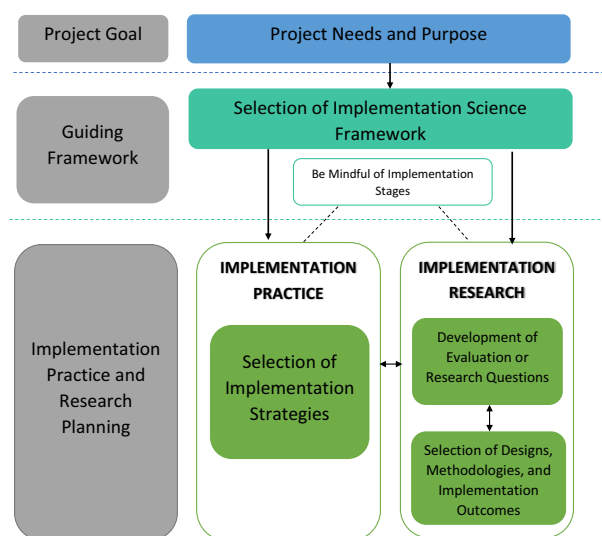 Project Goal
Project Needs and Purpose
Guiding
Framework
Selection of Implementation Science
Framework
Be Mindful of Implementation
Stages
Implementation
Practice and
Research
Planning
IMPLEMENTATION
PRACTICE
Selection of
Implementation
Strategies
IMPLEMENTATION
RESEARCH
Development of
Evaluation or
Research Questions
Selection of Designs,
Methodologies, and
Implementation
Outcomes